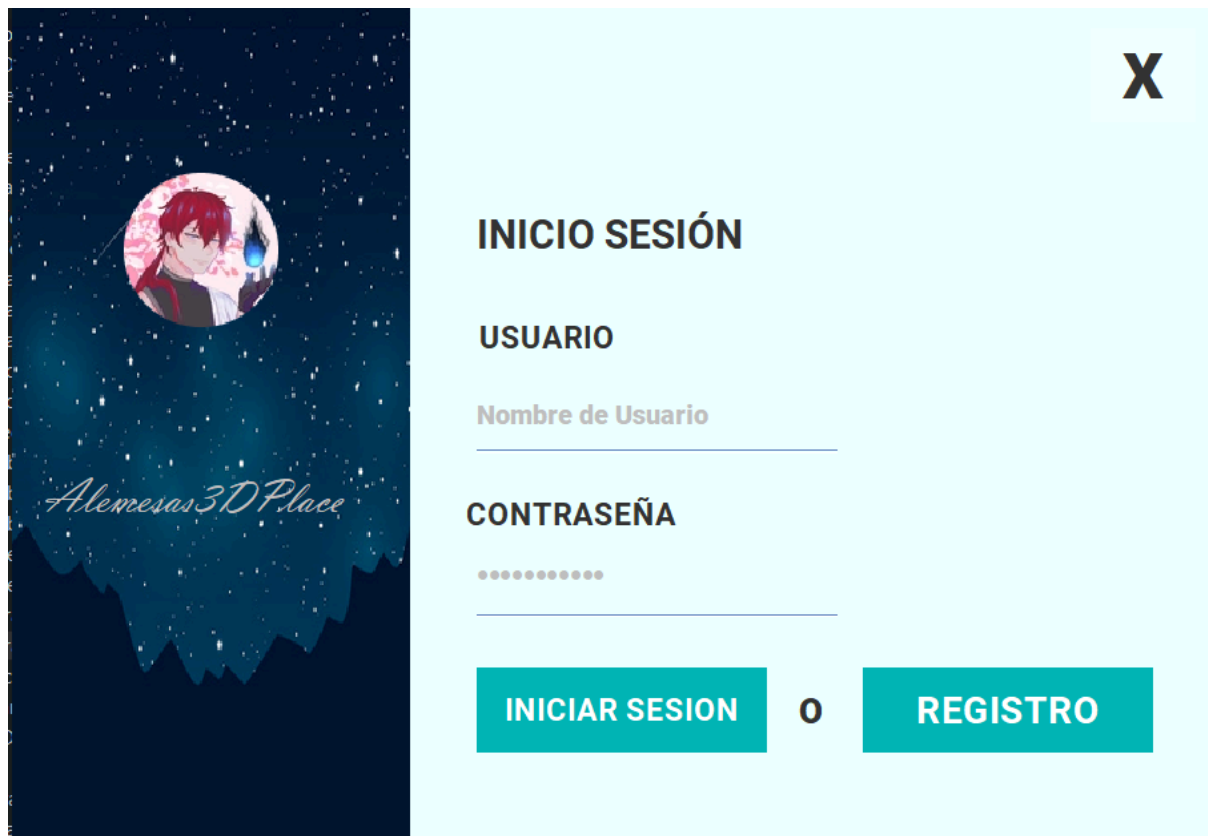 X
Alemesas3DPlace
INICIO SESIÓN
USUARIO
Nombre de Usuario
CONTRASEÑA
•••••••••••
INICIAR SESION O REGISTRO